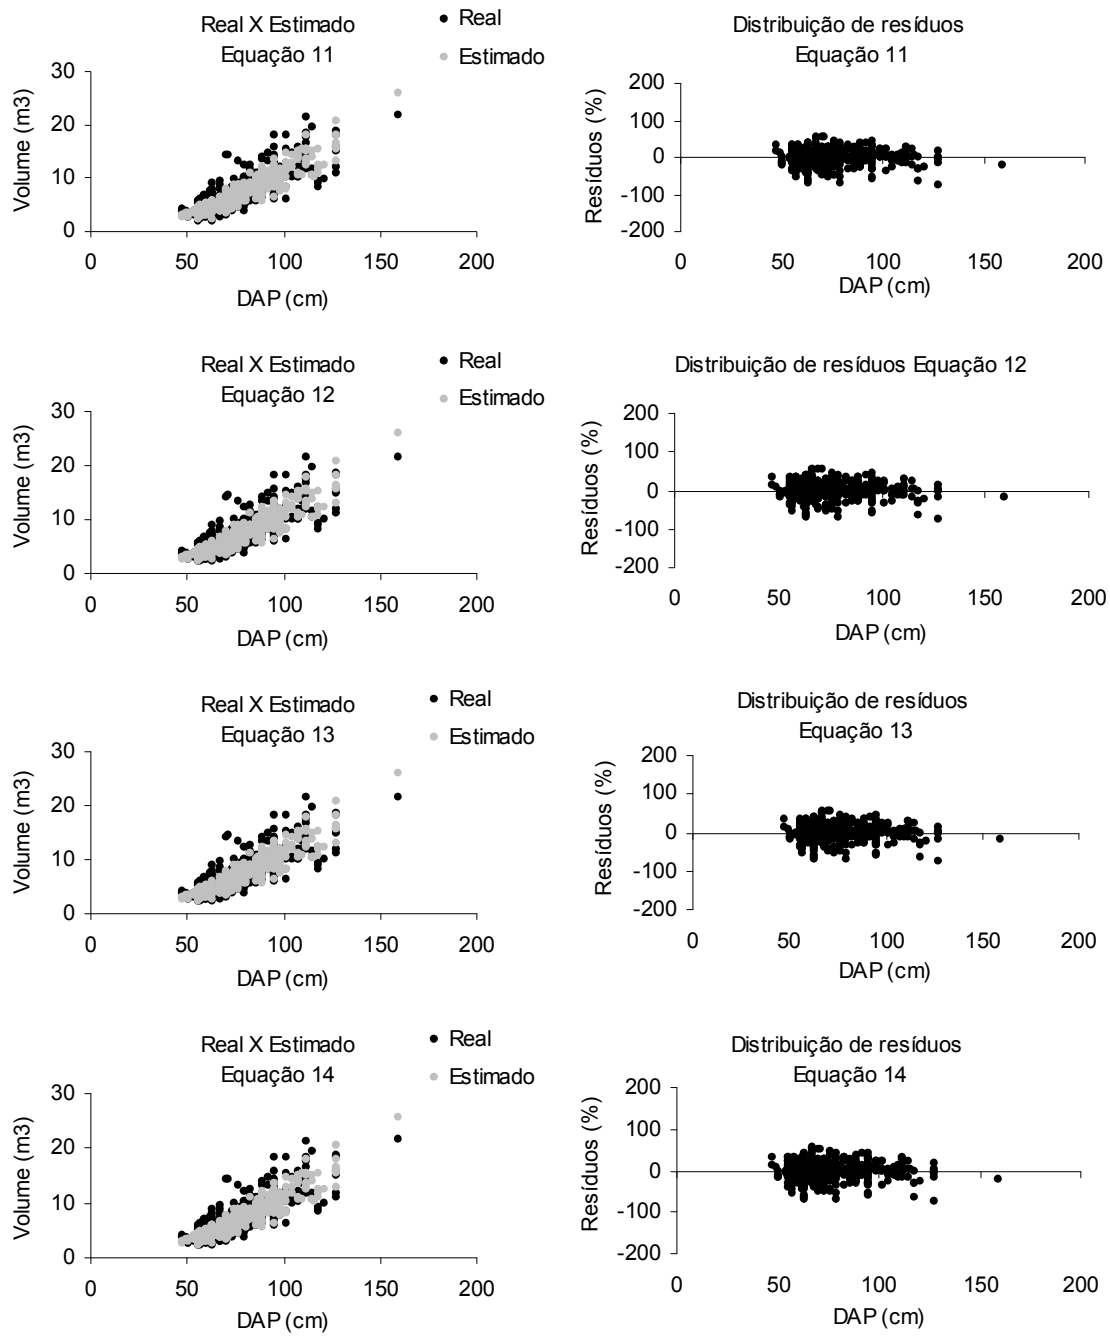 Real X Estimado
Equação 11
Real
Estimado
Volume (m3)
30
20
10
0
0 50 100 150 200
DAP (cm)
Distribuição de resíduos
Equação 11
Resíduos (%)
200
100
0
-100
-200
0 50 100 150 200
DAP (cm)
Real X Estimado
Equação 12
Real
Estimado
Volume (m3)
30
20
10
0
0 50 100 150 200
DAP (cm)
Distribuição de resíduos Equação 12
Resíduos (%)
200
100
0
-100
-200
0 50 100 150 200
DAP (cm)
Real X Estimado
Equação 13
Real
Estimado
Volume (m3)
30
20
10
0
0 50 100 150 200
DAP (cm)
Distribuição de resíduos
Equação 13
Resíduos (%)
200
100
0
-100
-200
0 50 100 150 200
DAP (cm)
Real X Estimado
Equação 14
Real
Estimado
Volume (m3)
30
20
10
0
0 50 100 150 200
DAP (cm)
Distribuição de resíduos
Equação 14
Resíduos (%)
200
100
0
-100
-200
0 50 100 150 200
DAP (cm)